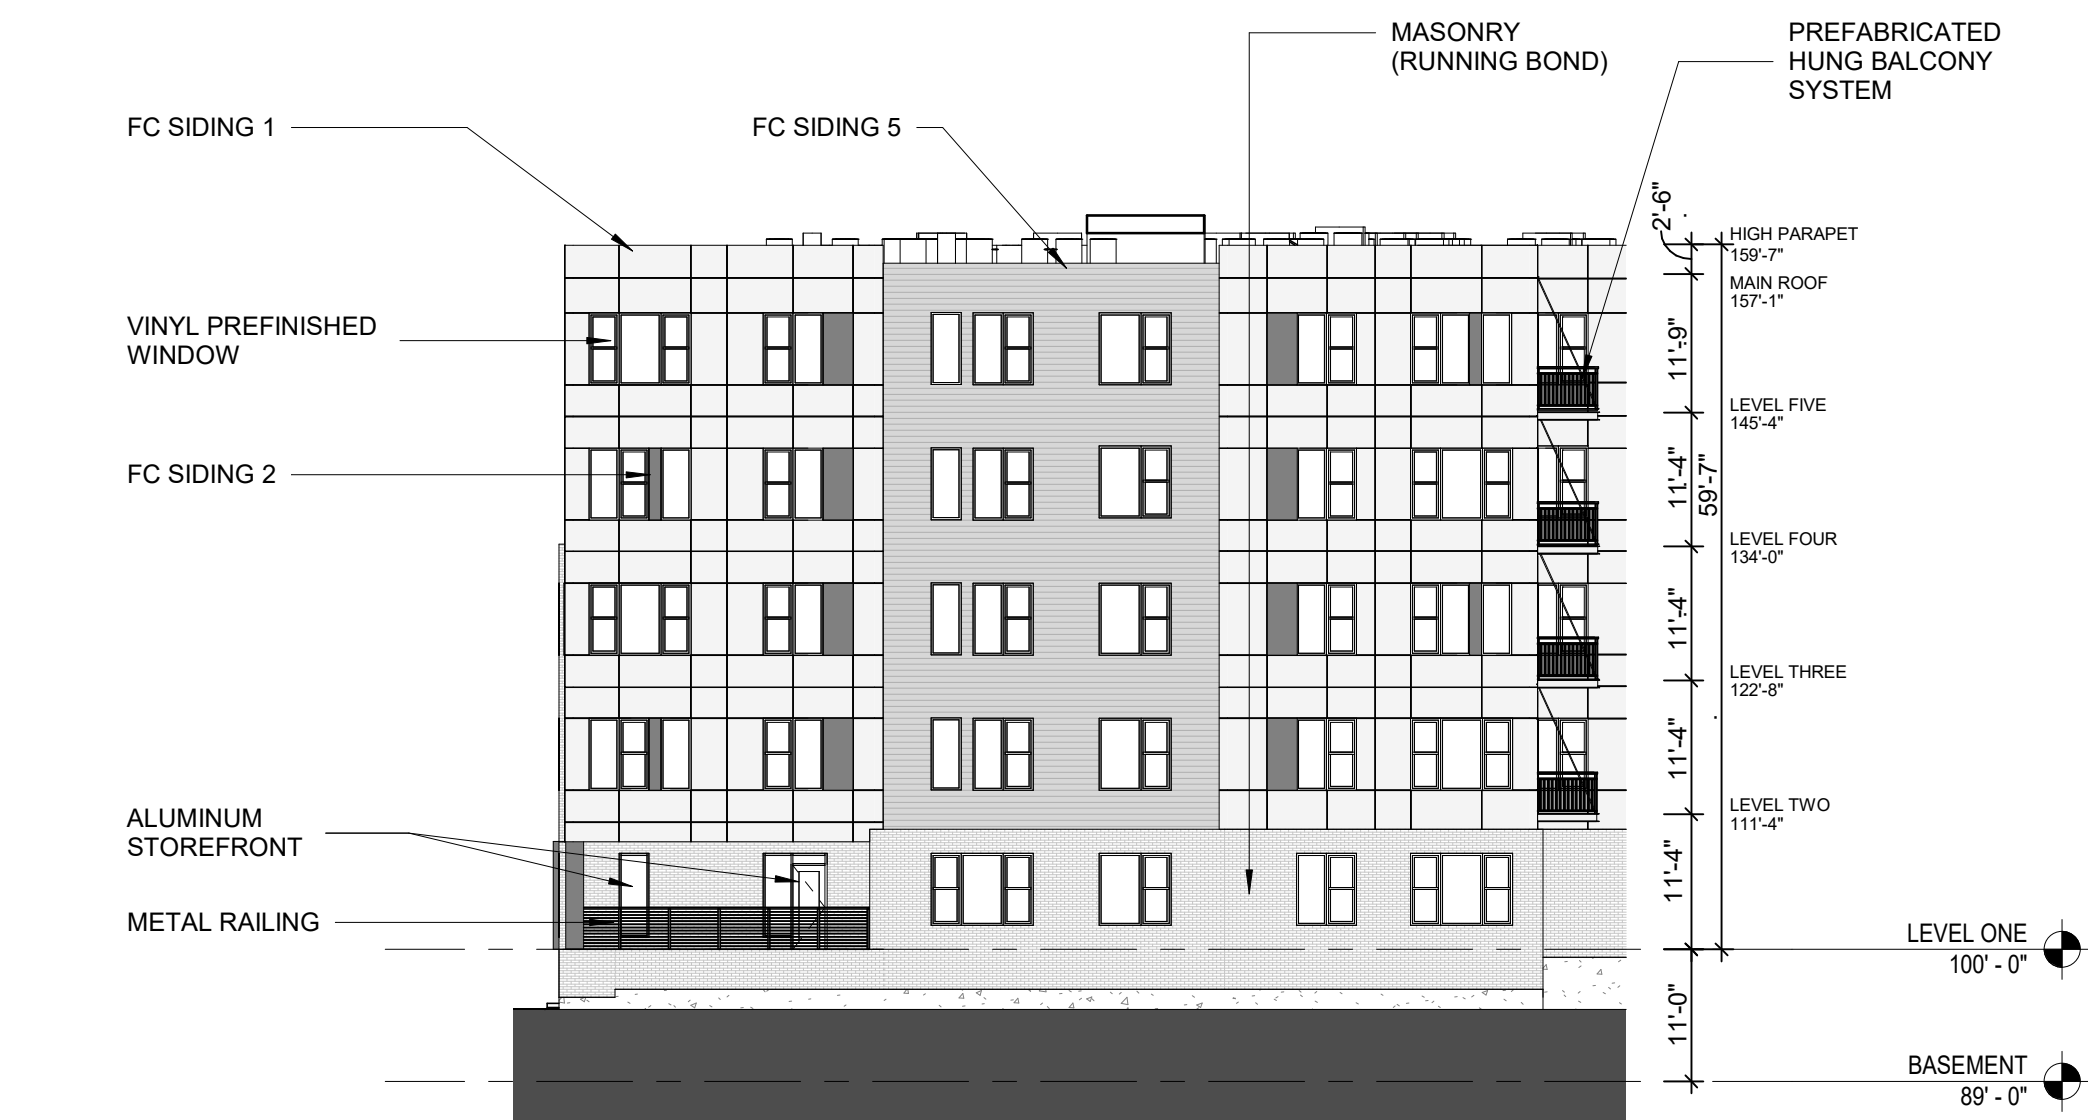 MASONRY
(RUNNING BOND)
PREFABRICATED
HUNG BALCONY
SYSTEM
FC SIDING 1
FC SIDING 5
2'-6"
HIGH PARAPET
159'-7"
MAIN ROOF
157'-1"
VINYL PREFINISHED
WINDOW
11'-9"
LEVEL FIVE
145'-4"
FC SIDING 2
11'-4"
59'-7"
LEVEL FOUR
134'-0"
11'-4"
LEVEL THREE
122'-8"
11'-4"
LEVEL TWO
111'-4"
ALUMINUM
STOREFRONT
11'-4"
METAL RAILING
LEVEL ONE
100' - 0"
11'-0"
BASEMENT
89' - 0"